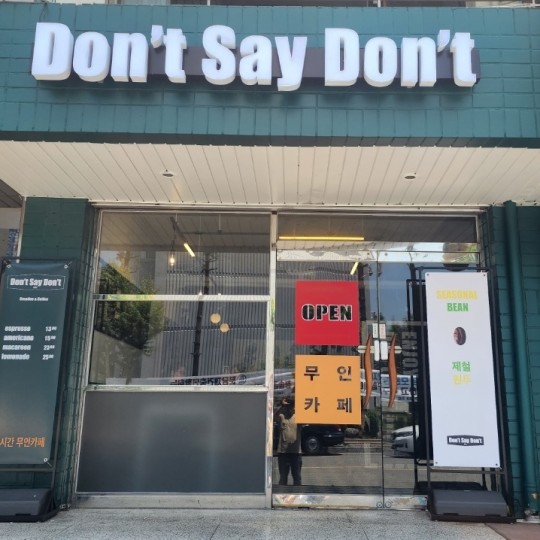 Don't Say Don't
Don't Say Don't
espresso
americano
macaroon
lemonade
시간 무인카페
OPEN
무인
카페
SEASONAL
BEAN
제철
원두
Don't Say Don't